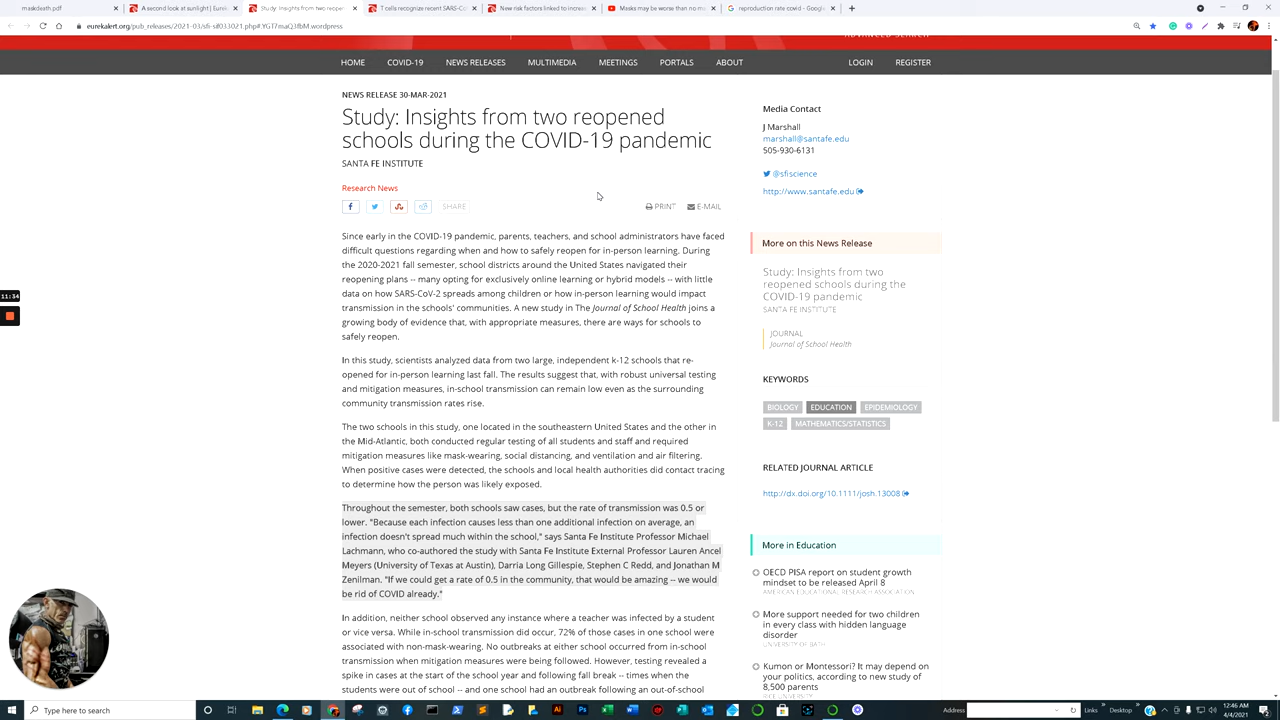 maskdeath.pdf
A second look at sunlight | Eurek
Study: Insights from two reope
T cells recognize recent SARS-Co
New risk factors linked to increas
Masks may be worse than no m
reproduction rate covid - Google
eurekalert.org/pub_releases/2021-03/sfi-sif033021.php#.YGT7maQ3fbM.wordpress
HOME
COVID-19
NEWS RELEASES
MULTIMEDIA
MEETINGS
PORTALS
ABOUT
LOGIN
REGISTER
NEWS RELEASE 30-MAR-2021
Study: Insights from two reopened
schools during the COVID-19 pandemic
SANTA FE INSTITUTE
Research News
SHARE
PRINT
E-MAIL
Since early in the COVID-19 pandemic, parents, teachers, and school administrators have faced
difficult questions regarding when and how to safely reopen for in-person learning. During
the 2020-2021 fall semester, school districts around the United States navigated their
reopening plans -- many opting for exclusively online learning or hybrid models -- with little
data on how SARS-CoV-2 spreads among children or how in-person learning would impact
transmission in the schools' communities. A new study in The Journal of School Health joins a
growing body of evidence that, with appropriate measures, there are ways for schools to
safely reopen.
In this study, scientists analyzed data from two large, independent k-12 schools that re-
opened for in-person learning last fall. The results suggest that, with robust universal testing
and mitigation measures, in-school transmission can remain low even as the surrounding
community transmission rates rise.
The two schools in this study, one located in the southeastern United States and the other in
the Mid-Atlantic, both conducted regular testing of all students and staff and required
mitigation measures like mask-wearing, social distancing, and ventilation and air filtering.
When positive cases were detected, the schools and local health authorities did contact tracing
to determine how the person was likely exposed.
Throughout the semester, both schools saw cases, but the rate of transmission was 0.5 or
lower. "Because each infection causes less than one additional infection on average, an
infection doesn't spread much within the school," says Santa Fe Institute Professor Michael
Lachmann, who co-authored the study with Santa Fe Institute External Professor Lauren Ancel
Meyers (University of Texas at Austin), Darria Long Gillespie, Stephen C Redd, and Jonathan M
Zenilman. "If we could get a rate of 0.5 in the community, that would be amazing -- we would
be rid of COVID already."
In addition, neither school observed any instance where a teacher was infected by a student
or vice versa. While in-school transmission did occur, 72% of those cases in one school were
associated with non-mask-wearing. No outbreaks at either school occurred from in-school
transmission when mitigation measures were being followed. However, testing revealed a
spike in cases at the start of the school year and following fall break -- times when the
students were out of school -- and one school had an outbreak following an out-of-school
Media Contact
J Marshall
marshall@santafe.edu
505-930-6131
@sfiscience
http://www.santafe.edu
More on this News Release
Study: Insights from two
reopened schools during the
COVID-19 pandemic
SANTA FE INSTITUTE
JOURNAL
Journal of School Health
KEYWORDS
BIOLOGY EDUCATION EPIDEMIOLOGY
K-12 MATHEMATICS/STATISTICS
RELATED JOURNAL ARTICLE
http://dx.doi.org/10.1111/josh.13008
More in Education
OECD PISA report on student growth
mindset to be released April 8
AMERICAN EDUCATIONAL RESEARCH ASSOCIATION
More support needed for two children
in every class with hidden language
disorder
UNIVERSITY OF BATH
Kumon or Montessori? It may depend on
your politics, according to new study of
8,500 parents
RICE UNIVERSITY
11:34
Type here to search
Address
Links
Desktop
12:46 AM
4/4/2021